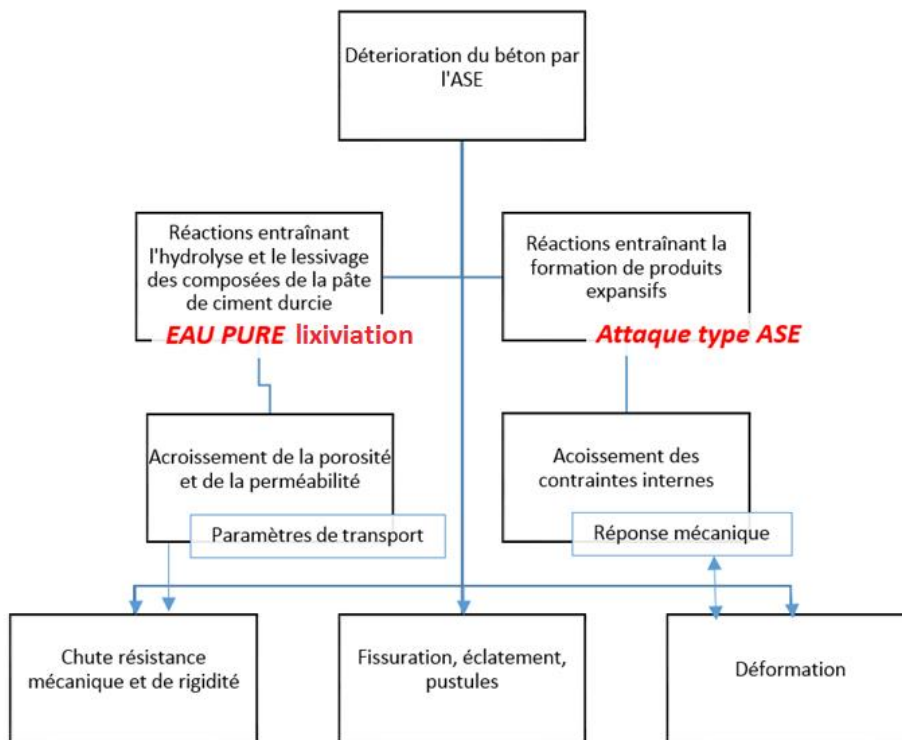 Déterioration du béton par
l'ASE
Réactions entraînant
l'hydrolyse et le lessivage
des composées de la pâte
de ciment durcie
EAU PURE lixiviation
Réactions entraînant la
formation de produits
expansifs
Attaque type ASE
Acroissement de la porosité
et de la perméabilité
Paramètres de transport
Acoissement des
contraintes internes
Réponse mécanique
Chute résistance
mécanique et de rigidité
Fissuration, éclatement,
pustules
Déformation